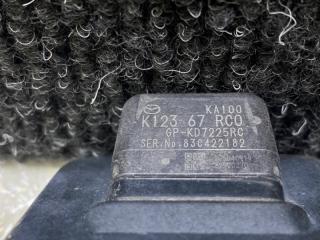 KA100
K123 67 RC0
GP-KD7225RC
SER.No.83C422182